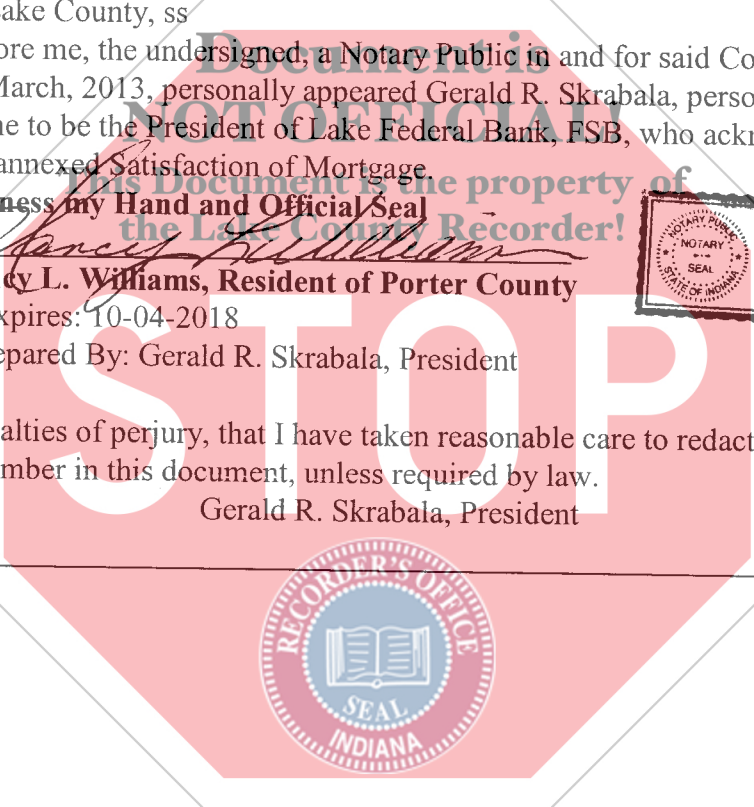 ake County, ss
ore me, the undersigned, a Notary Public in and for said Co
March, 2013, personally appeared Gerald R. Skrabala, perso
ne to be the President of Lake Federal Bank, FSB, who ackn
annexed Satisfaction of Mortgage.
ness my Hand and Official Seal
Nancy L. Williams
cy L. Williams, Resident of Porter County
xpires: 10-04-2018
epared By: Gerald R. Skrabala, President
alties of perjury, that I have taken reasonable care to redact
mber in this document, unless required by law.
Gerald R. Skrabala, President
Document is
NOT OFFICIAL!
This Document is the property of
the Lake County Recorder!
STOP
NOTARY PUBLIC
NOTARY
SEAL
STATE OF INDIANA
RECORDER'S OFFICE
SEAL
INDIANA